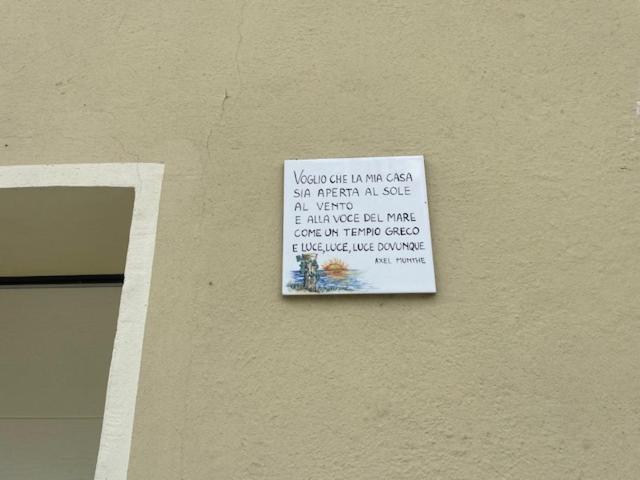 VOGLIO CHE LA MIA CASA
SIA APERTA AL SOLE
AL VENTO
E ALLA VOCE DEL MARE
COME UN TEMPIO GRECO
E LUCE, LUCE, LUCE DOVUNQUE
AXEL MUNTHE